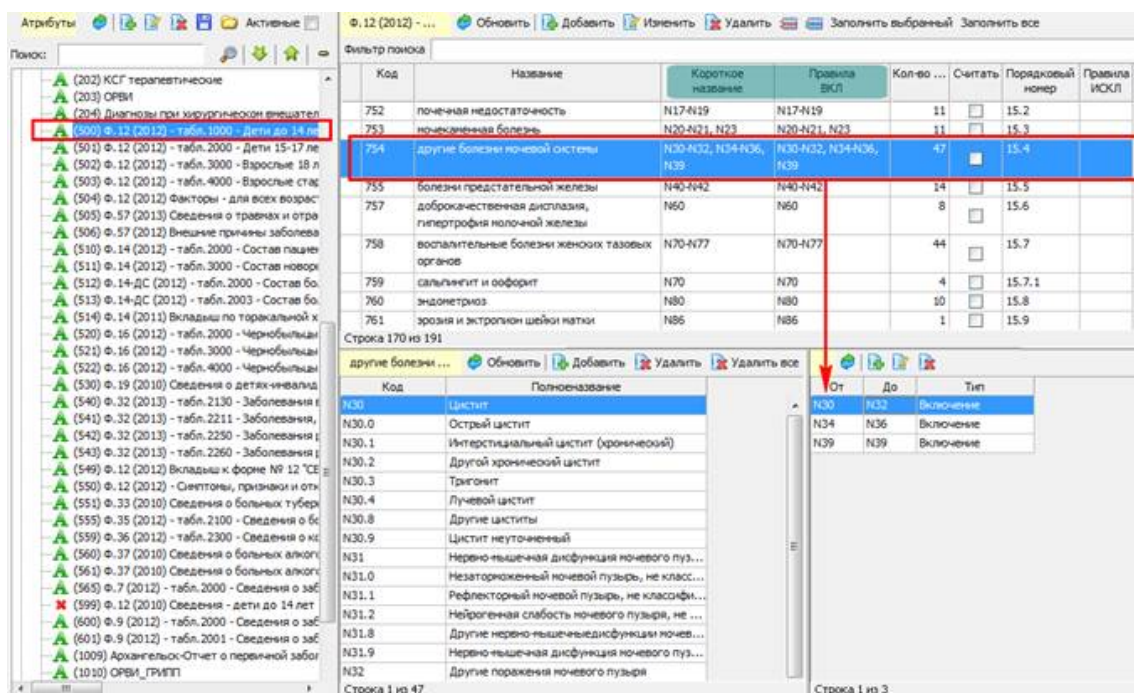 Атрибуты Активные
Поиск:
(202) КСГ терапевтические
(203) ОРВИ
(204) Диагнозы при хирургическом вмешател
(500) Ф.12 (2012) - табл.1000 - Дети до 14 ле
(501) Ф.12 (2012) - табл.2000 - Дети 15-17 ле
(502) Ф.12 (2012) - табл.3000 - Взрослые 18 л
(503) Ф.12 (2012) - табл.4000 - Взрослые стар
(504) Ф.12 (2012) Факторы - для всех возрас
(505) Ф.57 (2013) Сведения о травмах и отра
(506) Ф.57 (2012) Внешние причины заболева
(510) Ф.14 (2012) - табл.2000 - Состав пациен
(511) Ф.14 (2012) - табл.3000 - Состав новоро
(512) Ф.14-ДС (2012) - табл.2000 - Состав бо.
(513) Ф.14-ДС (2012) - табл.2003 - Состав бо.
(514) Ф.14 (2011) Вкладыш по торакальной х
(520) Ф.16 (2012) - табл.2000 - Чернобыльцы
(521) Ф.16 (2012) - табл.3000 - Чернобыльцы
(522) Ф.16 (2012) - табл.4000 - Чернобыльцы
(530) Ф.19 (2010) Сведения о детях-инвалид
(540) Ф.32 (2013) - табл.2130 - Заболевания
(541) Ф.32 (2013) - табл.2211 - Заболевания,
(542) Ф.32 (2013) - табл.2250 - Заболевания
(543) Ф.32 (2013) - табл.2260 - Заболевания
(549) Ф.12 (2012) Вкладыш к форме № 12 "СВ
(550) Ф.12 (2012) - Симптомы, признаки и отк
(551) Ф.33 (2010) Сведения о больных тубер
(555) Ф.35 (2012) - табл.2100 - Сведения о бо
(559) Ф.36 (2012) - табл.2300 - Сведения о ко
(560) Ф.37 (2010) Сведения о больных алкого
(561) Ф.37 (2010) Сведения о больных алкого
(565) Ф.7 (2012) - табл.2000 - Сведения о заб
(599) Ф.12 (2010) Сведения - дети до 14 лет
(600) Ф.9 (2012) - табл.2000 - Сведения о заб
(601) Ф.9 (2012) - табл.2001 - Сведения о заб
(1009) Архангельск-Отчет о первичной забол
(1010) ОРВИ_ГРИПП
Ф.12 (2012) - ... Обновить Добавить Изменить Удалить Заполнить выбранный Заполнить все
Фильтр поиска
Код Название Короткое название Правила ВКЛ Кол-во ... Считать Порядковый номер Правила ИСКЛ
752 почечная недостаточность N17-N19 N17-N19 11 15.2
753 мочекаменная болезнь N20-N21, N23 N20-N21, N23 11 15.3
754 другие болезни мочевой системы N30-N32, N34-N36, N39 N30-N32, N34-N36, N39 47 15.4
755 болезни предстательной железы N40-N42 N40-N42 14 15.5
757 доброкачественная дисплазия, гипертрофия молочной железы N60 N60 8 15.6
758 воспалительные болезни женских тазовых органов N70-N77 N70-N77 44 15.7
759 сальпингит и оофорит N70 N70 4 15.7.1
760 эндометриоз N80 N80 10 15.8
761 эрозия и эктропион шейки матки N86 N86 1 15.9
Строка 170 из 191
другие болезни ... Обновить Добавить Удалить Удалить все
Код Полноеназвание
N30 Цистит
N30.0 Острый цистит
N30.1 Интерстициальный цистит (хронический)
N30.2 Другой хронический цистит
N30.3 Тригонит
N30.4 Лучевой цистит
N30.8 Другие циститы
N30.9 Цистит неуточненный
N31 Нервно-мышечная дисфункция мочевого пуз...
N31.0 Незаторможенный мочевой пузырь, не класс...
N31.1 Рефлекторный мочевой пузырь, не классифи...
N31.2 Нейрогенная слабость мочевого пузыря, не ...
N31.8 Другие нервно-мышечныедисфункции мочев...
N31.9 Нервно-мышечная дисфункция мочевого пуз...
N32 Другие поражения мочевого пузыря
Строка 1 из 47
От До Тип
N30 N32 Включение
N34 N36 Включение
N39 N39 Включение
Строка 1 из 3